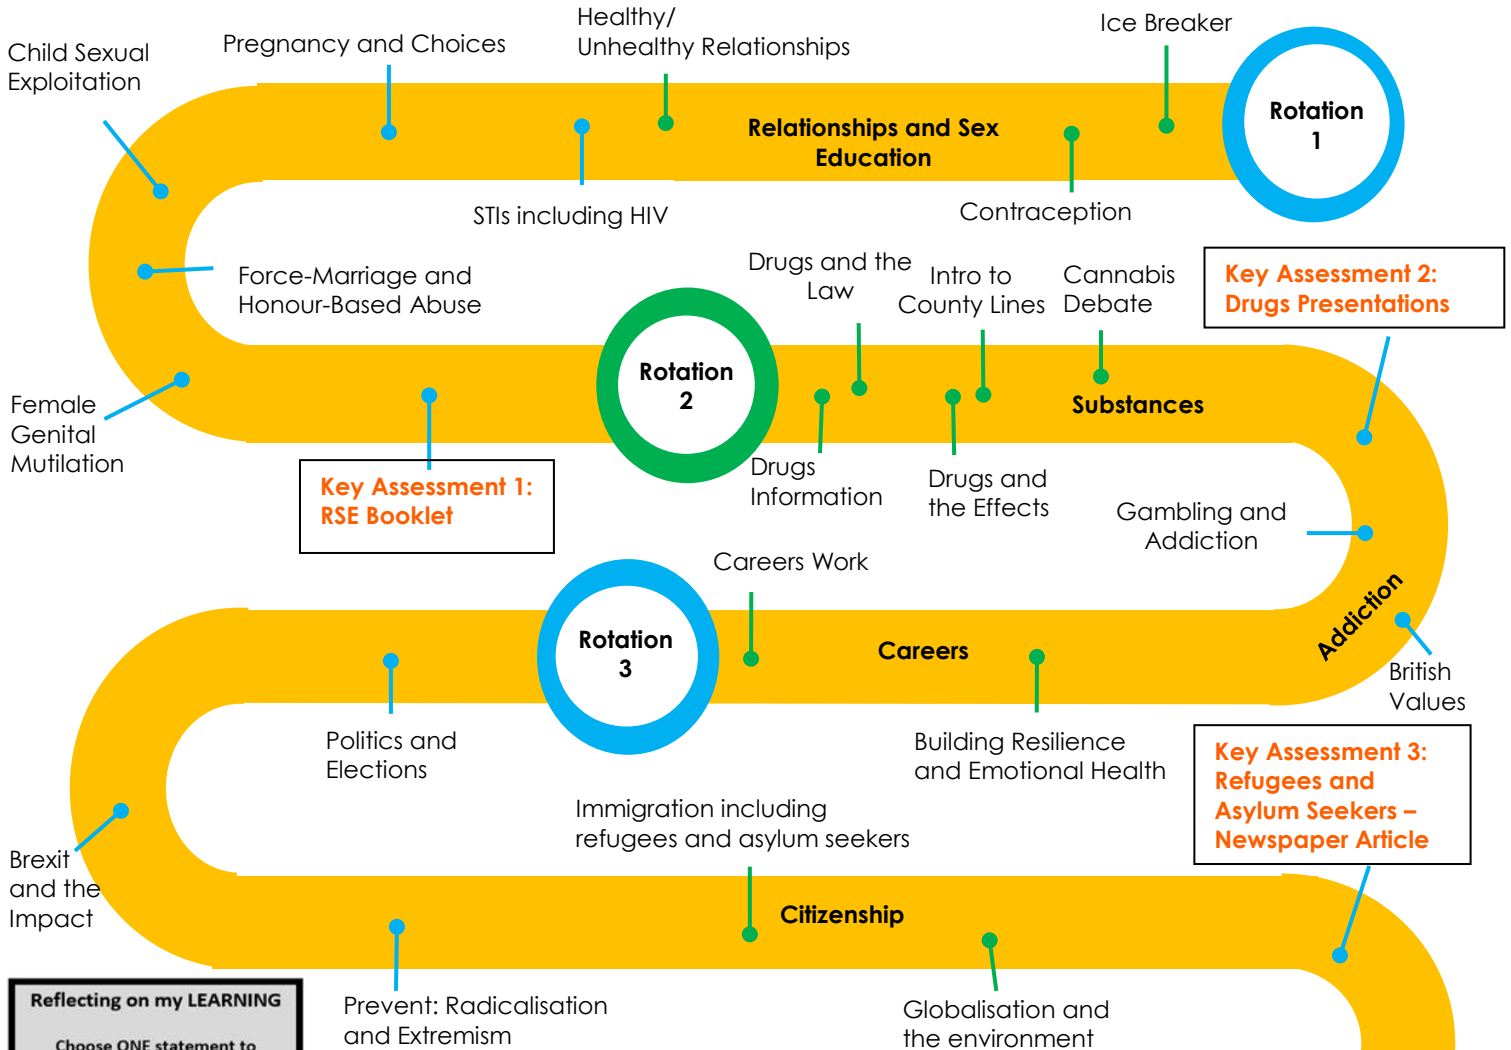 Healthy/
Unhealthy Relationships
Ice Breaker
Pregnancy and Choices
Child Sexual
Exploitation
Rotation
1
Relationships and Sex
Education
STIs including HIV
Contraception
Force-Marriage and
Honour-Based Abuse
Drugs and the
Law
Intro to
County Lines
Cannabis
Debate
Key Assessment 2:
Drugs Presentations
Rotation
2
Substances
Female
Genital
Mutilation
Key Assessment 1:
RSE Booklet
Drugs
Information
Drugs and
the Effects
Gambling and
Addiction
Careers Work
Addiction
Rotation
3
Careers
British
Values
Politics and
Elections
Building Resilience
and Emotional Health
Key Assessment 3:
Refugees and
Asylum Seekers –
Newspaper Article
Immigration including
refugees and asylum seekers
Brexit
and the
Impact
Citizenship
Reflecting on my LEARNING
Choose ONE statement to
Prevent: Radicalisation
and Extremism
Globalisation and
the environment